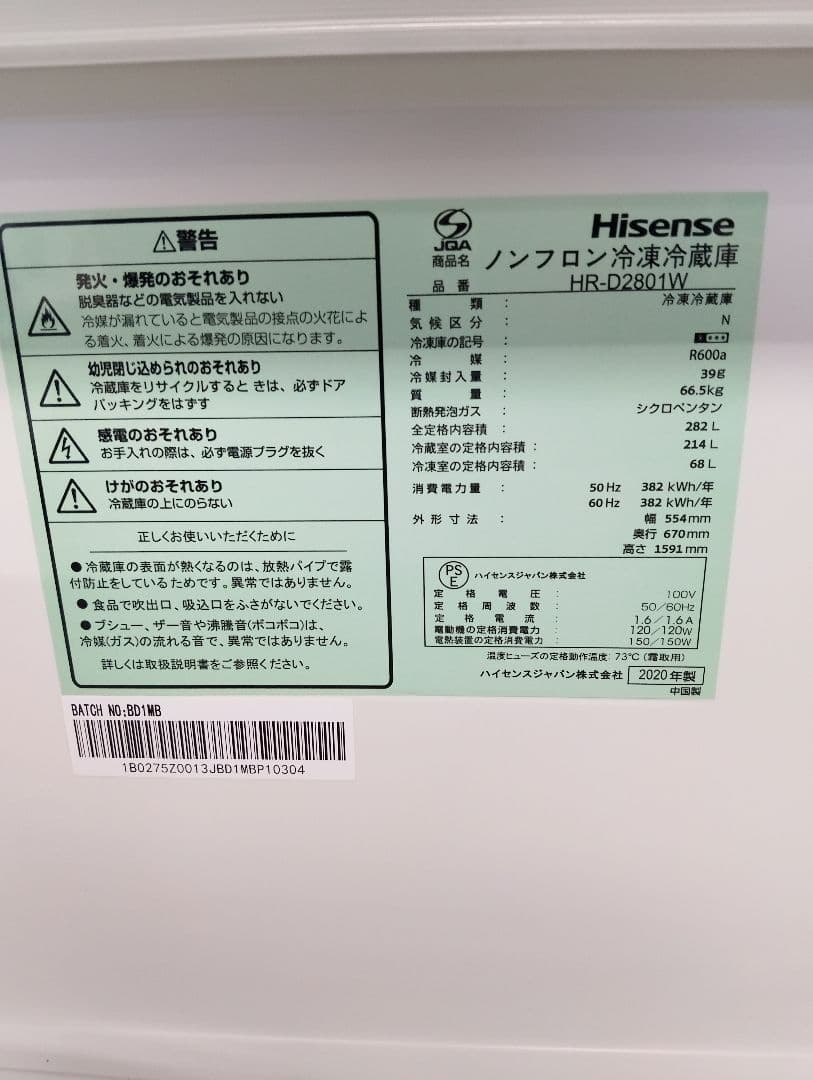 ⚠警告
発火・爆発のおそれあり
脱臭器などの電気製品を入れない
冷媒が漏れていると電気製品の接点の火花によ
る着火、着火による爆発の原因になります。
幼児閉じ込められのおそれあり
冷蔵庫をリサイクルするときは、必ずドア
パッキングをはずす
感電のおそれあり
お手入れの際は、必ず電源プラグを抜く
けがのおそれあり
冷蔵庫の上にのらない
正しくお使いいただくために
●冷蔵庫の表面が熱くなるのは、放熱パイプで露
付防止をしているためです。異常ではありません。
●食品で吹出口、吸込口をふさがないでください。
●ブシュー、ザー音や沸騰音(ボコボコ)は、
冷媒(ガス)の流れる音で、異常ではありません。
詳しくは取扱説明書をご参照ください。
JQA
Hisense
商品名 ノンフロン冷凍冷蔵庫
品番 HR-D2801W
種類: 冷凍冷蔵庫
気候区分: N
冷凍庫の記号:
冷媒: R600a
冷媒封入量: 39g
質量: 66.5kg
断熱発泡ガス: シクロペンタン
全定格内容積: 282 L
冷蔵室の定格内容積: 214 L
冷凍室の定格内容積: 68 L
消費電力量: 50Hz 382 kWh/年
60Hz 382 kWh/年
外形寸法: 幅 554mm
奥行 670mm
高さ 1591mm
PSE ハイセンスジャパン株式会社
定格電圧: 100V
定格周波数: 50/60Hz
定格電流: 1.6/1.6A
電動機の定格消費電力: 120/120W
電熱装置の定格消費電力: 150/150W
温度ヒューズの定格動作温度: 73℃(霜取用)
ハイセンスジャパン株式会社 2020年製
中国製
BATCH NO:BD1MB
1B0275Z0013JBD1MBP10304